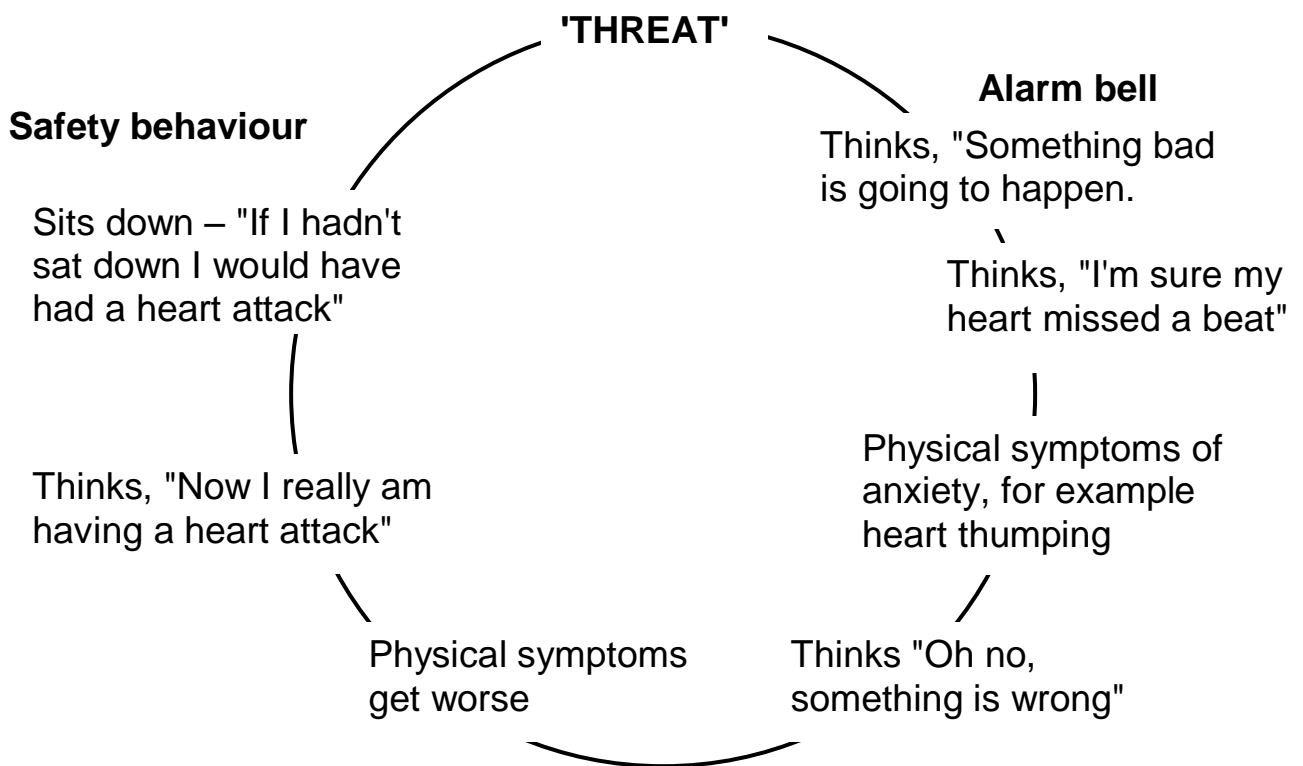 'THREAT'
Alarm bell
Thinks, "Something bad
is going to happen.
Thinks, "I'm sure my
heart missed a beat"
Physical symptoms of
anxiety, for example
heart thumping
Thinks "Oh no,
something is wrong"
Physical symptoms
get worse
Thinks, "Now I really am
having a heart attack"
Safety behaviour
Sits down – "If I hadn't
sat down I would have
had a heart attack"